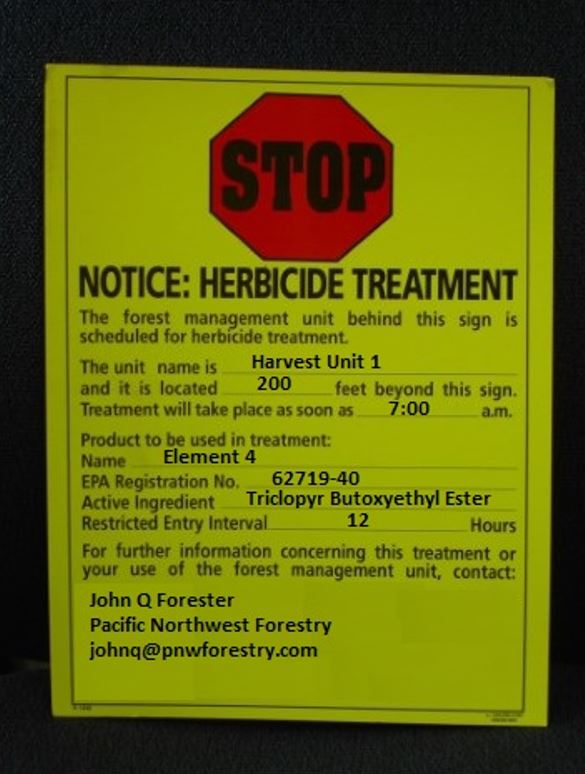 STOP
NOTICE: HERBICIDE TREATMENT
The forest management unit behind this sign is
scheduled for herbicide treatment.
The unit name is Harvest Unit 1
and it is located 200 feet beyond this sign.
Treatment will take place as soon as 7:00 a.m.
Product to be used in treatment:
Name Element 4
EPA Registration No. 62719-40
Active Ingredient Triclopyr Butoxyethyl Ester
Restricted Entry Interval 12 Hours
For further information concerning this treatment or
your use of the forest management unit, contact:
John Q Forester
Pacific Northwest Forestry
johnq@pnwforestry.com